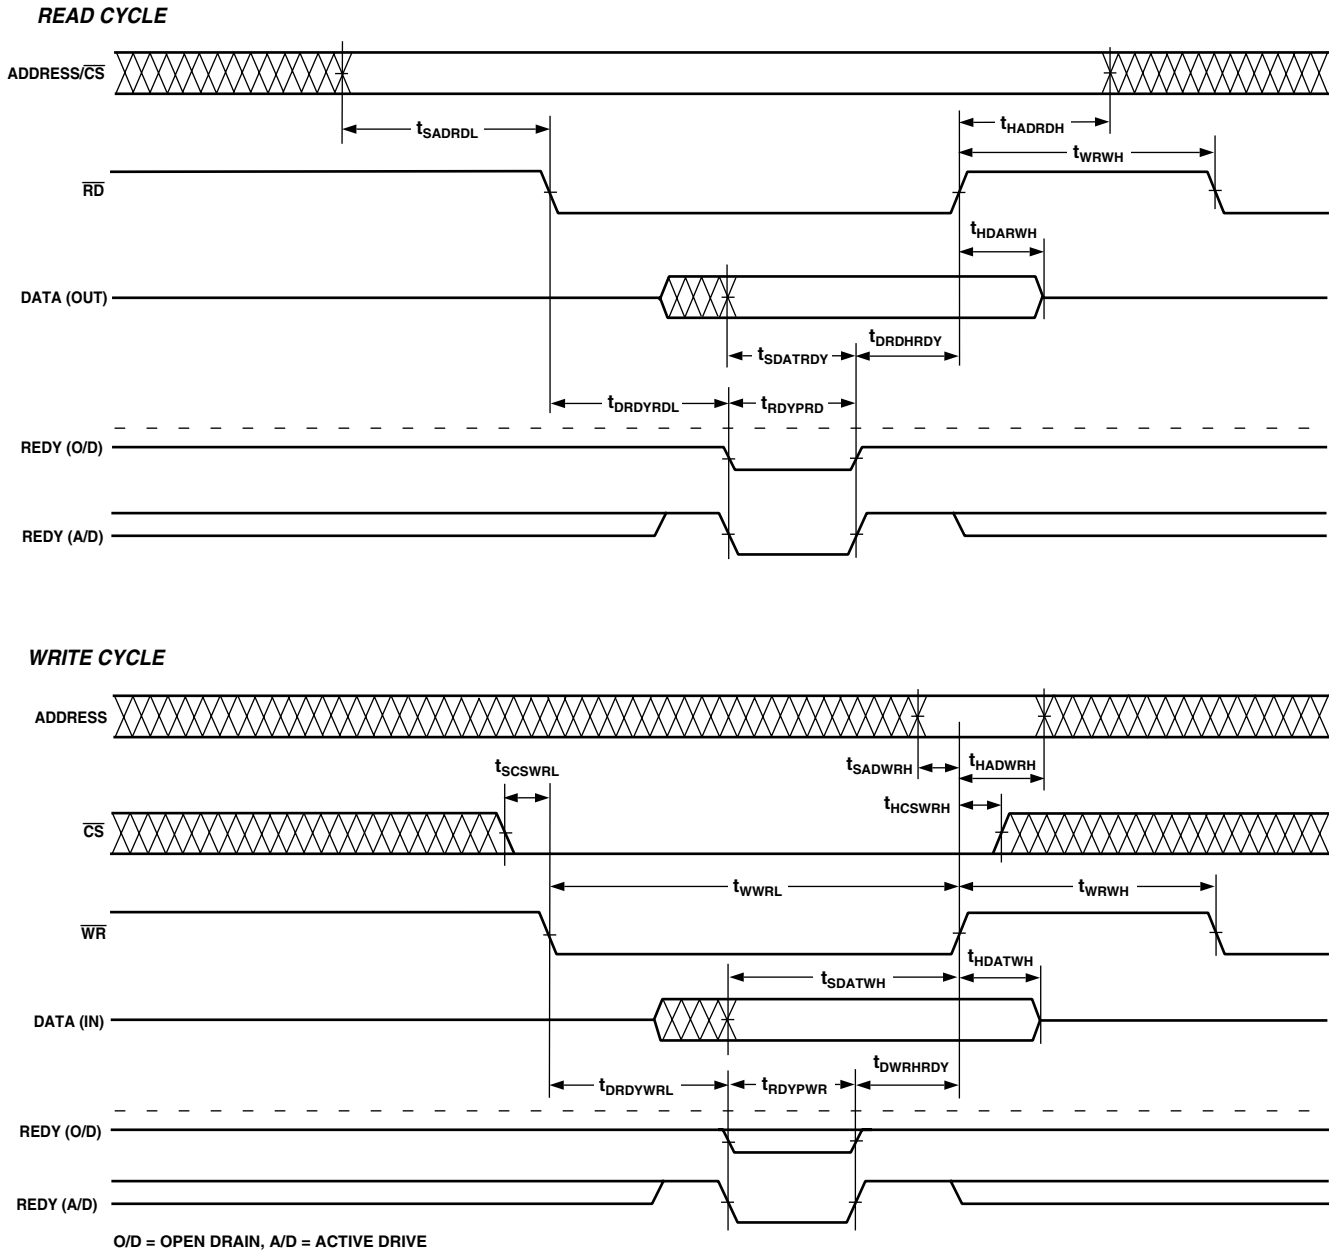 READ CYCLE
ADDRESS/CS
tSADRDL
tHADRDH
tWRWH
RD
tHDARWH
DATA (OUT)
tSDATRDY
tDRDHRDY
tDRDYRDL
tRDYPRD
REDY (O/D)
REDY (A/D)
WRITE CYCLE
ADDRESS
tSCSWRL
tSADWRH
tHADWRH
tHCSWRH
CS
tWWRL
tWRWH
WR
tHDATWH
tSDATWH
DATA (IN)
tDRDYWRL
tRDYPWR
tDWRHRDY
REDY (O/D)
REDY (A/D)
O/D = OPEN DRAIN, A/D = ACTIVE DRIVE